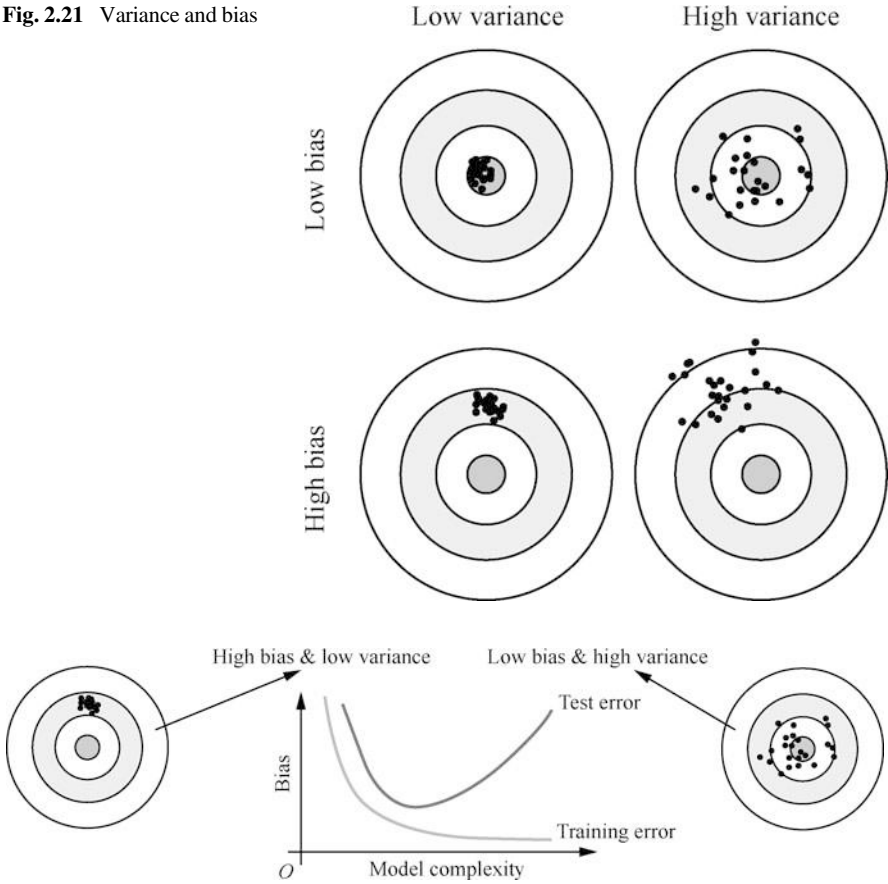 Fig. 2.21 Variance and bias
Low variance
High variance
Low bias
High bias
High bias & low variance
Low bias & high variance
Test error
Bias
Training error
O
Model complexity